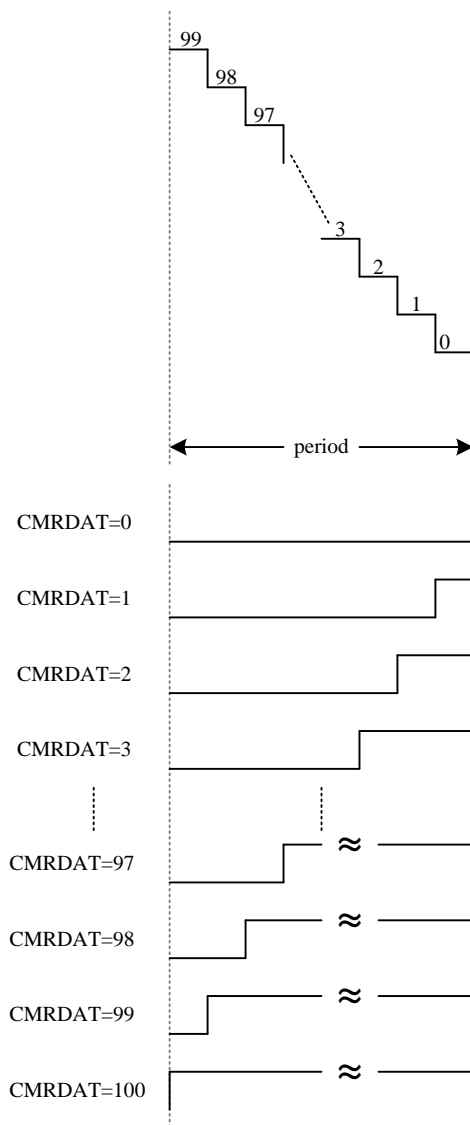 99
98
97
3
2
1
0
period
CMRDAT=0
CMRDAT=1
CMRDAT=2
CMRDAT=3
CMRDAT=97
≈
CMRDAT=98
≈
CMRDAT=99
≈
CMRDAT=100
≈